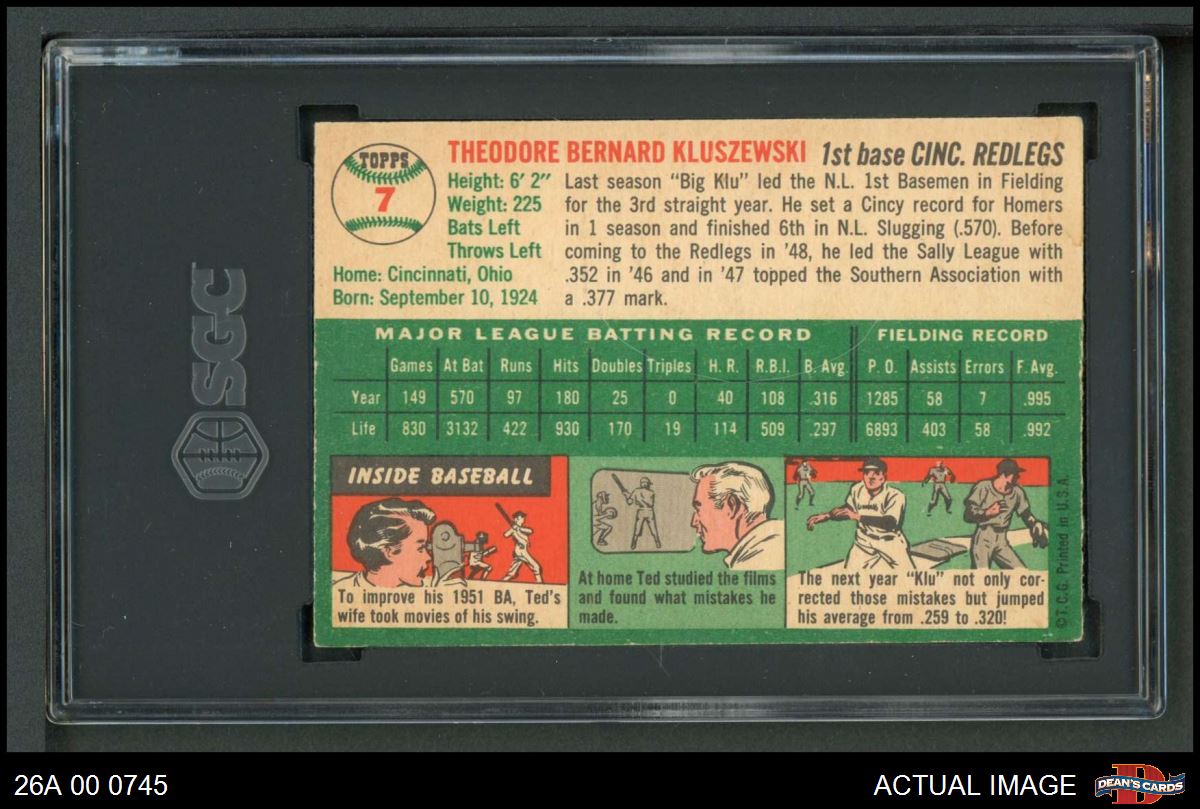 SGC
TOPPS
7
THEODORE BERNARD KLUSZEWSKI 1st base CINC. REDLEGS
Height: 6' 2"
Weight: 225
Bats Left
Throws Left
Home: Cincinnati, Ohio
Born: September 10, 1924
Last season "Big Klu" led the N.L. 1st Basemen in Fielding
for the 3rd straight year. He set a Cincy record for Homers
in 1 season and finished 6th in N.L. Slugging (.570). Before
coming to the Redlegs in '48, he led the Sally League with
.352 in '46 and in '47 topped the Southern Association with
a .377 mark.
MAJOR LEAGUE BATTING RECORD FIELDING RECORD
Games At Bat Runs Hits Doubles Triples H. R. R.B.I. B. Avg. P. O. Assists Errors F. Avg.
Year 149 570 97 180 25 0 40 108 .316 1285 58 7 .995
Life 830 3132 422 930 170 19 114 509 .297 6893 403 58 .992
INSIDE BASEBALL
To improve his 1951 BA, Ted's
wife took movies of his swing.
At home Ted studied the films
and found what mistakes he
made.
The next year "Klu" not only cor-
rected those mistakes but jumped
his average from .259 to .320!
© T.C.G. Printed in U.S.A.
26A 00 0745
ACTUAL IMAGE
D
DEAN'S CARDS